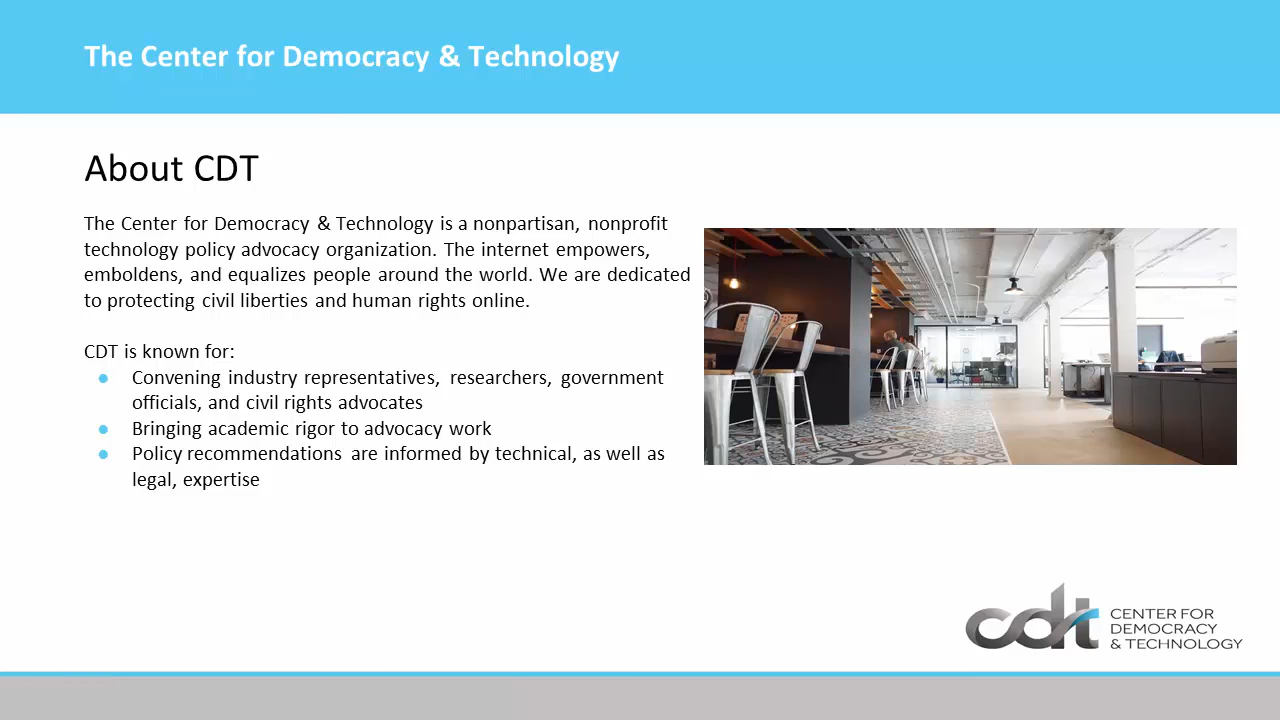 The Center for Democracy & Technology
About CDT
The Center for Democracy & Technology is a nonpartisan, nonprofit
technology policy advocacy organization. The internet empowers,
emboldens, and equalizes people around the world. We are dedicated
to protecting civil liberties and human rights online.
CDT is known for:
● Convening industry representatives, researchers, government
officials, and civil rights advocates
● Bringing academic rigor to advocacy work
● Policy recommendations are informed by technical, as well as
legal, expertise
cdt
CENTER FOR
DEMOCRACY
& TECHNOLOGY